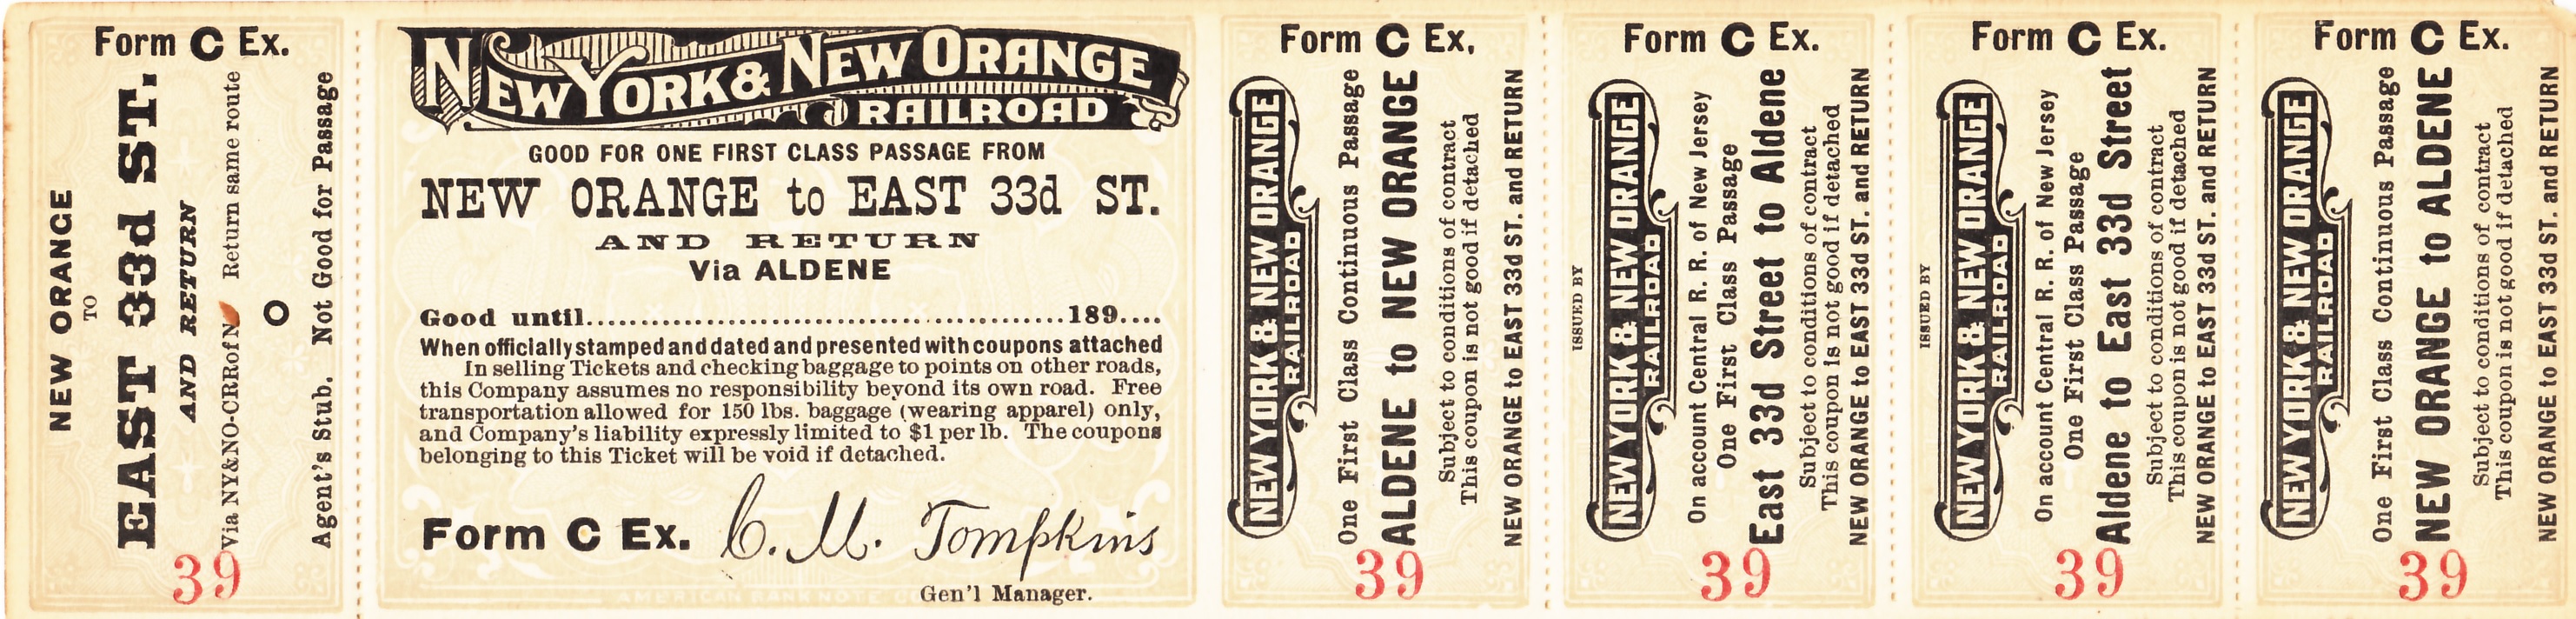 Form C Ex.
NEW ORANGE
TO
EAST 33d ST.
AND RETURN
Via NY&NO-CRRofN Return same route
O
Agent's Stub. Not Good for Passage
39
NEW YORK & NEW ORANGE
RAILROAD
GOOD FOR ONE FIRST CLASS PASSAGE FROM
NEW ORANGE to EAST 33d ST.
AND RETURN
Via ALDENE
Good until..............................................189....
When officially stamped and dated and presented with coupons attached
In selling Tickets and checking baggage to points on other roads,
this Company assumes no responsibility beyond its own road. Free
transportation allowed for 150 lbs. baggage (wearing apparel) only,
and Company's liability expressly limited to $1 per lb. The coupons
belonging to this Ticket will be void if detached.
Form C Ex. C. M. Tompkins
Gen'l Manager.
AMERICAN BANK NOTE
Form C Ex.
NEW YORK & NEW ORANGE
RAILROAD
One First Class Continuous Passage
ALDENE to NEW ORANGE
Subject to conditions of contract
This coupon is not good if detached
NEW ORANGE to EAST 33d ST. and RETURN
39
Form C Ex.
ISSUED BY
NEW YORK & NEW ORANGE
RAILROAD
On account Central R. R. of New Jersey
One First Class Passage
East 33d Street to Aldene
Subject to conditions of contract
This coupon is not good if detached
NEW ORANGE to EAST 33d ST. and RETURN
39
Form C Ex.
ISSUED BY
NEW YORK & NEW ORANGE
RAILROAD
On account Central R. R. of New Jersey
One First Class Passage
Aldene to East 33d Street
Subject to conditions of contract
This coupon is not good if detached
NEW ORANGE to EAST 33d ST. and RETURN
39
Form C Ex.
NEW YORK & NEW ORANGE
RAILROAD
One First Class Continuous Passage
NEW ORANGE to ALDENE
Subject to conditions of contract
This coupon is not good if detached
NEW ORANGE to EAST 33d ST. and RETURN
39